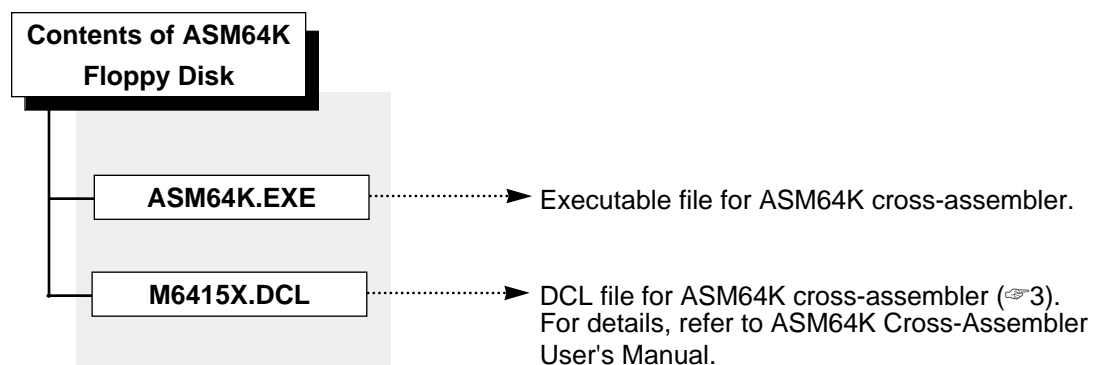 Contents of ASM64K
Floppy Disk
ASM64K.EXE
Executable file for ASM64K cross-assembler.
M6415X.DCL
DCL file for ASM64K cross-assembler (☞3).
For details, refer to ASM64K Cross-Assembler
User's Manual.